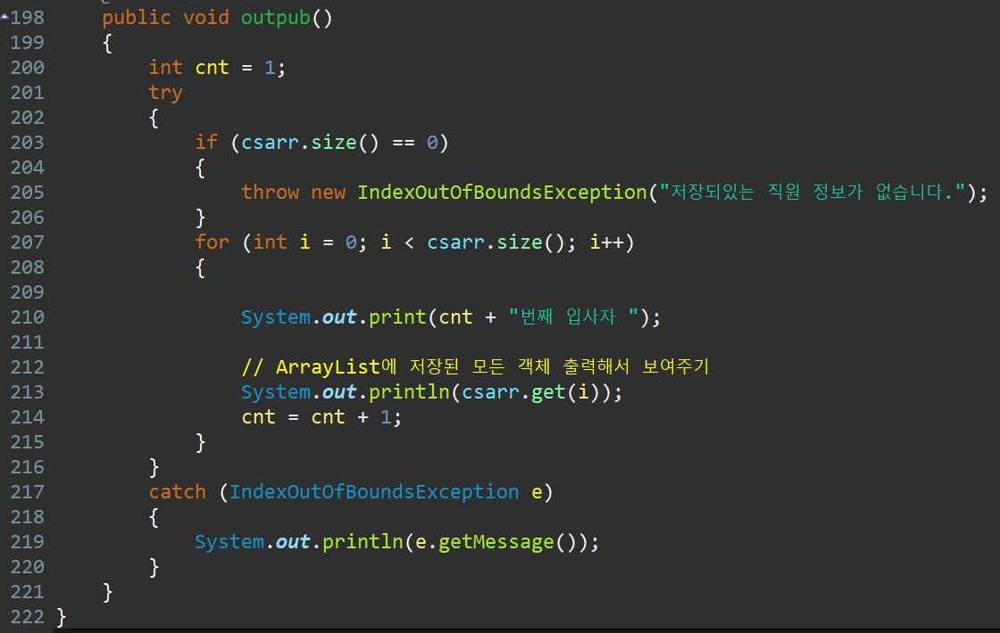 198 public void outpub()
199 {
200 int cnt = 1;
201 try
202 {
203 if (csarr.size() == 0)
204 {
205 throw new IndexOutOfBoundsException("저장되있는 직원 정보가 없습니다.");
206 }
207 for (int i = 0; i < csarr.size(); i++)
208 {
209
210 System.out.print(cnt + "번째 입사자 ");
211
212 // ArrayList에 저장된 모든 객체 출력해서 보여주기
213 System.out.println(csarr.get(i));
214 cnt = cnt + 1;
215 }
216 }
217 catch (IndexOutOfBoundsException e)
218 {
219 System.out.println(e.getMessage());
220 }
221 }
222 }